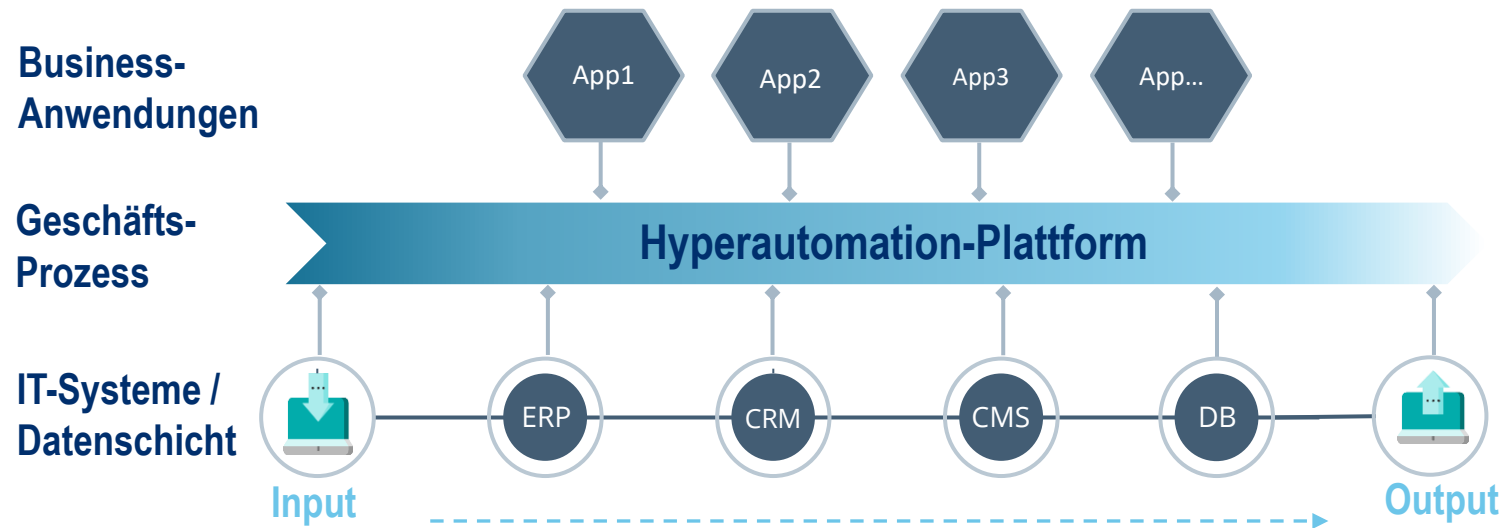 Business-
Anwendungen
App1
App2
App3
App...
Geschäfts-
Prozess
Hyperautomation-Plattform
IT-Systeme /
Datenschicht
ERP
CRM
CMS
DB
Input
Output